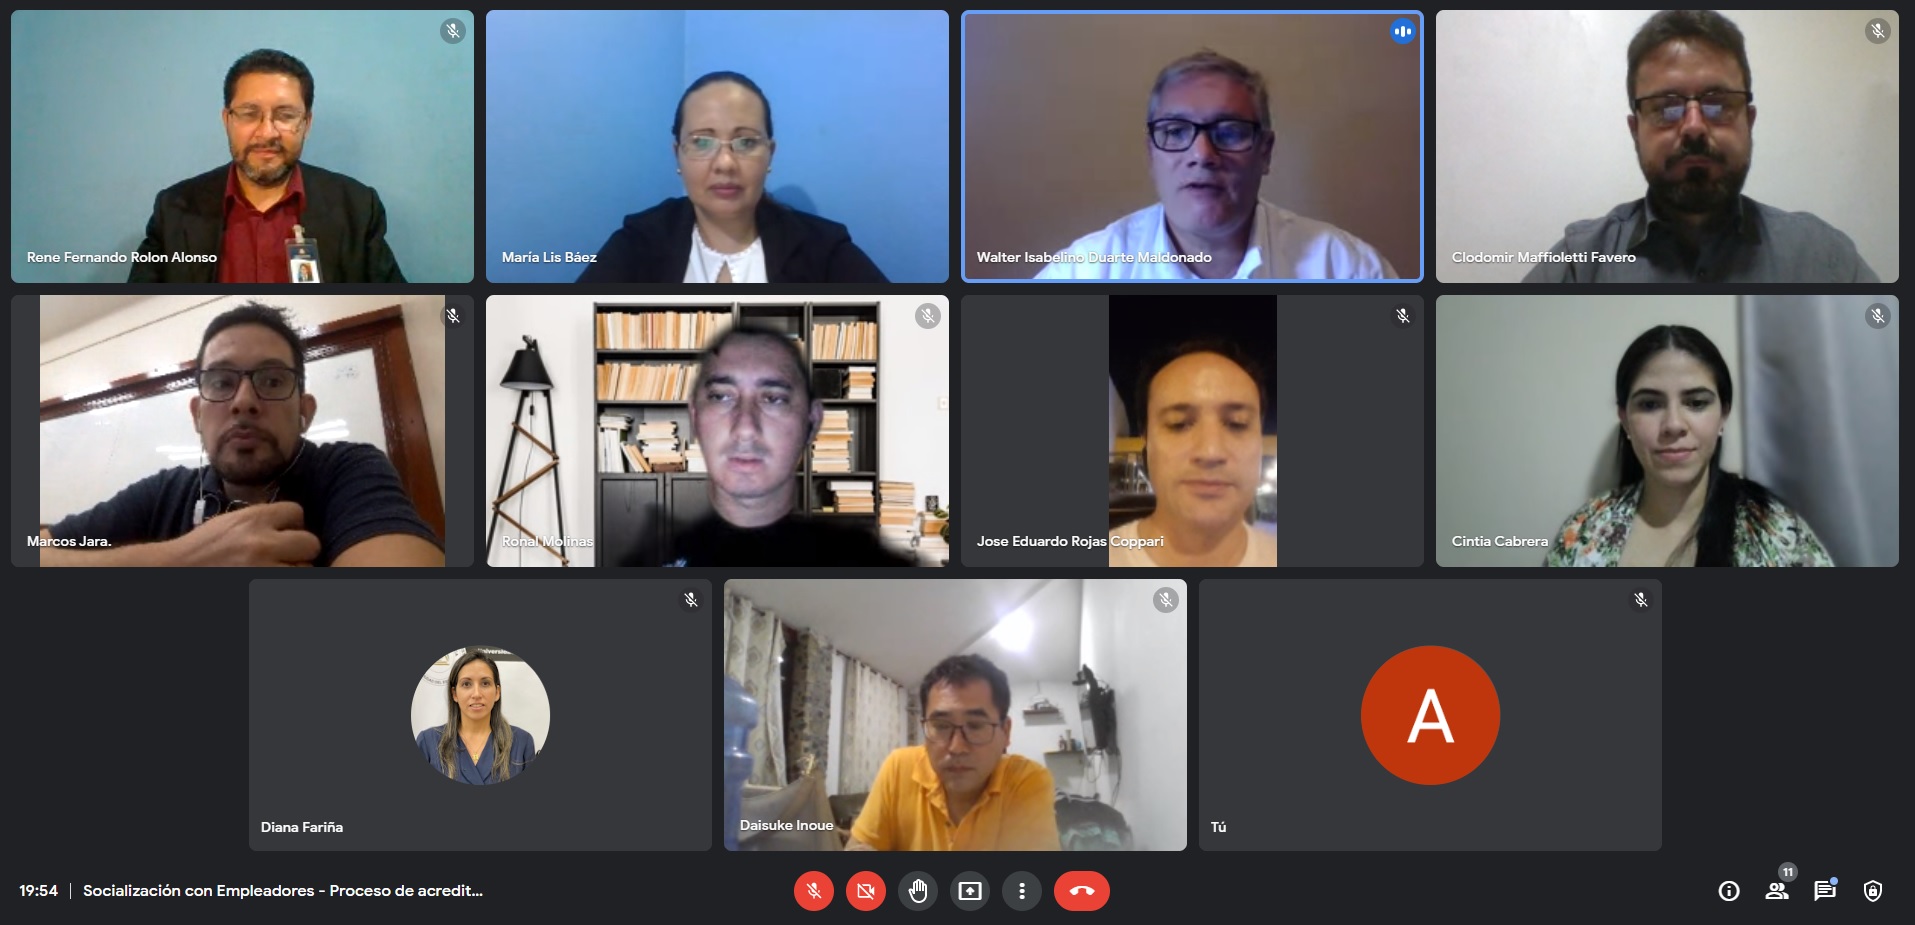 Rene Fernando Rolon Alonso
María Lis Báez
Walter Isabelino Duarte Maldonado
Clodomir Maffioletti Favero
Marcos Jara.
Ronal Molinas
Jose Eduardo Rojas Coppari
Cintia Cabrera
Diana Fariña
Daisuke Inoue
A
Tú
19:54 | Socialización con Empleadores - Proceso de acredit...
11